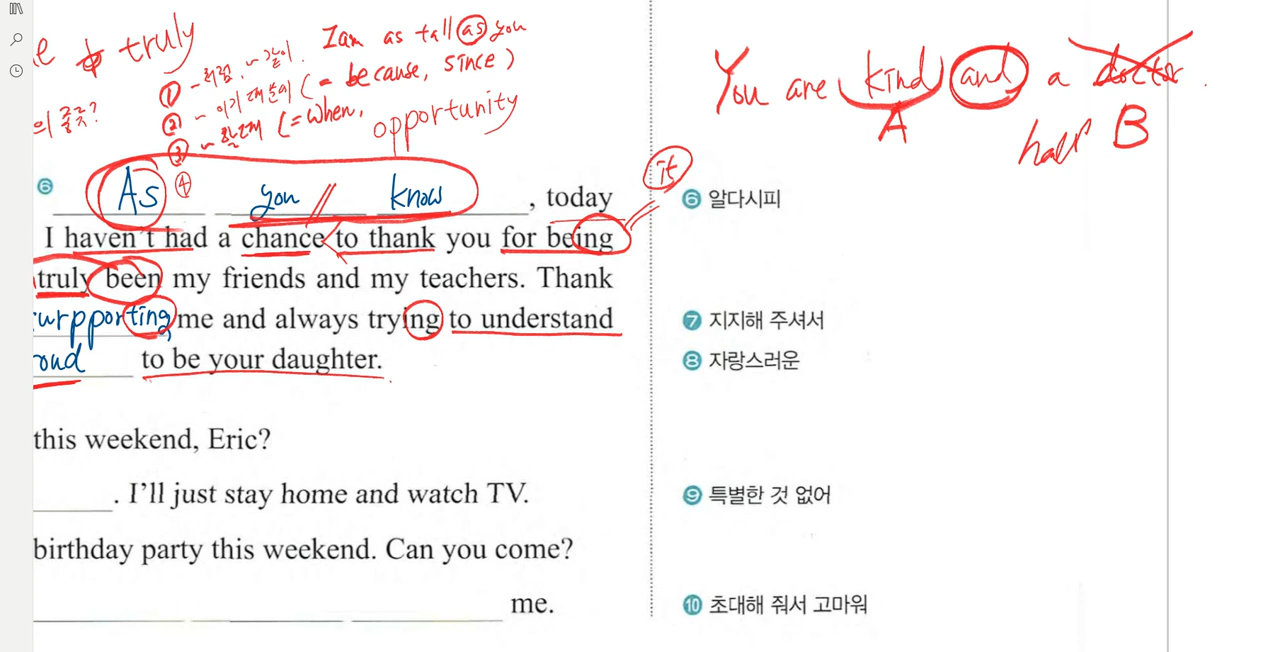 truly
I am as tall as you
① ~처럼, ~같이.
② ~이기 때문에 (= because, since)
③ ~할 때 (= when,
④
opportunity
You are kind and a doctor.
A
half B
it
⑥ As you know, today
⑥ 알다시피
I haven't had a chance to thank you for being
truly been my friends and my teachers. Thank
me and always trying to understand
⑦ 지지해 주셔서
to be your daughter.
⑧ 자랑스러운
this weekend, Eric?
. I'll just stay home and watch TV.
⑨ 특별한 것 없어
birthday party this weekend. Can you come?
me.
⑩ 초대해 줘서 고마워